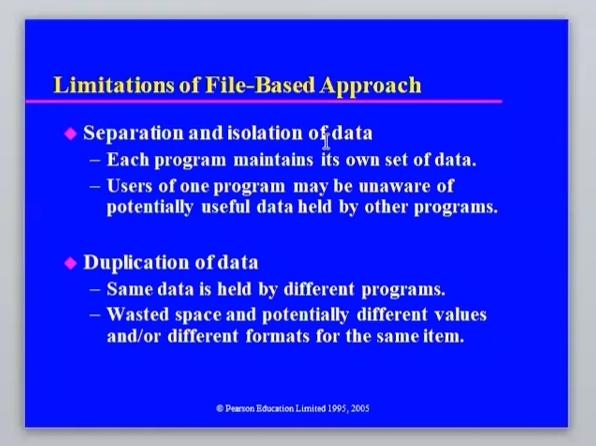 Limitations of File-Based Approach
Separation and isolation of data
– Each program maintains its own set of data.
– Users of one program may be unaware of
potentially useful data held by other programs.
Duplication of data
– Same data is held by different programs.
– Wasted space and potentially different values
and/or different formats for the same item.
© Pearson Education Limited 1995, 2005